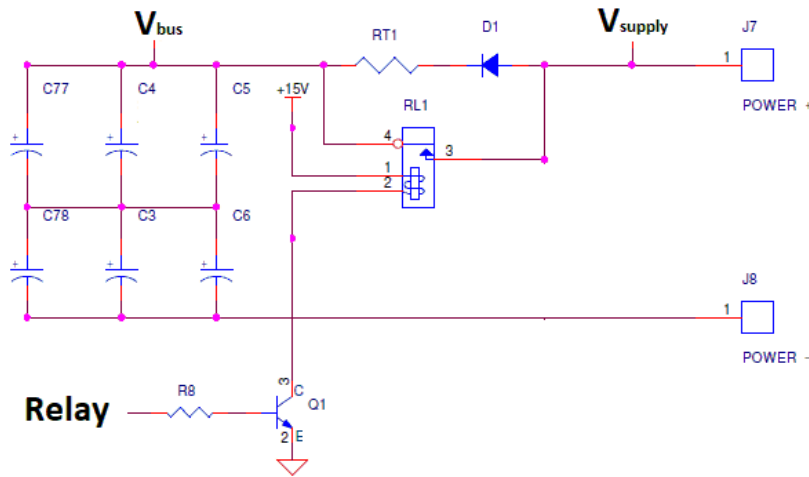 Vbus
Vsupply
RT1
D1
J7
1
POWER +
C77
C4
C5
+15V
RL1
4
3
1
2
C78
C3
C6
J8
1
POWER -
Relay
R8
3
C
Q1
2
E